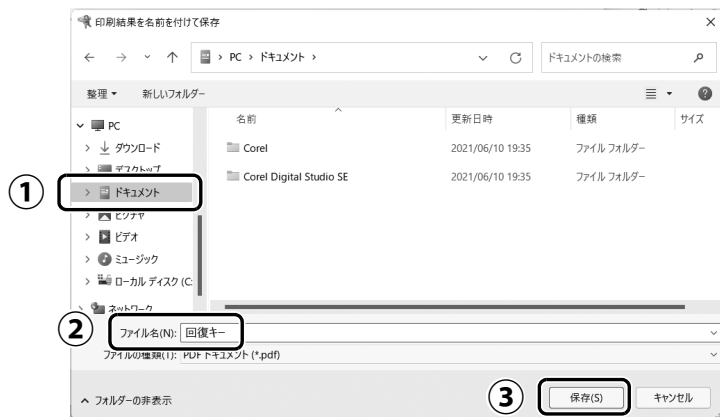 印刷結果を名前を付けて保存
PC › ドキュメント ›
ドキュメントの検索
整理 新しいフォルダー
名前 更新日時 種類 サイズ
PC
ダウンロード
Corel 2021/06/10 19:35 ファイル フォルダー
デスクトップ
Corel Digital Studio SE 2021/06/10 19:35 ファイル フォルダー
① ドキュメント
ピクチャ
ビデオ
ミュージック
ローカル ディスク (C:
ネットワーク
② ファイル名(N): 回復キー
ファイルの種類(T): PDF ドキュメント (*.pdf)
フォルダーの非表示
③ 保存(S) キャンセル